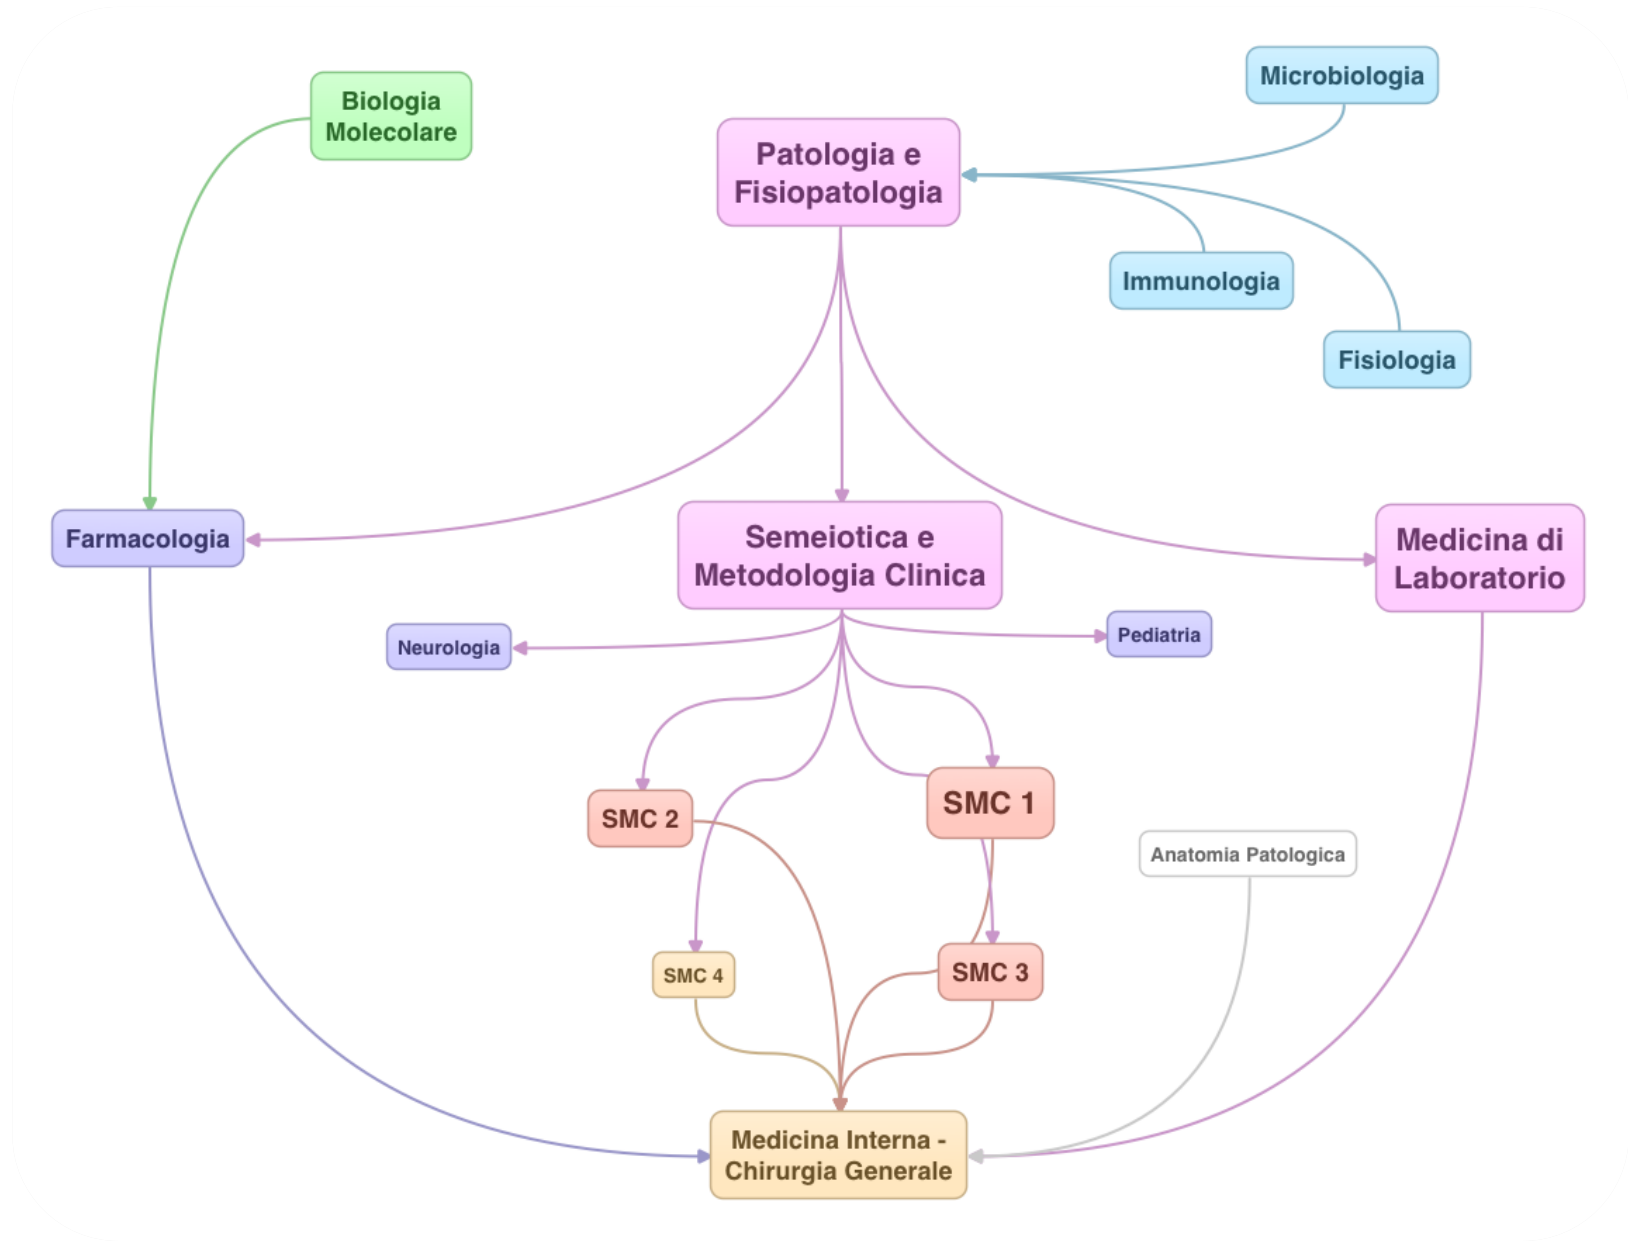 Biologia
Molecolare
Microbiologia
Patologia e
Fisiopatologia
Immunologia
Fisiologia
Farmacologia
Semeiotica e
Metodologia Clinica
Medicina di
Laboratorio
Neurologia
Pediatria
SMC 2
SMC 1
Anatomia Patologica
SMC 4
SMC 3
Medicina Interna -
Chirurgia Generale